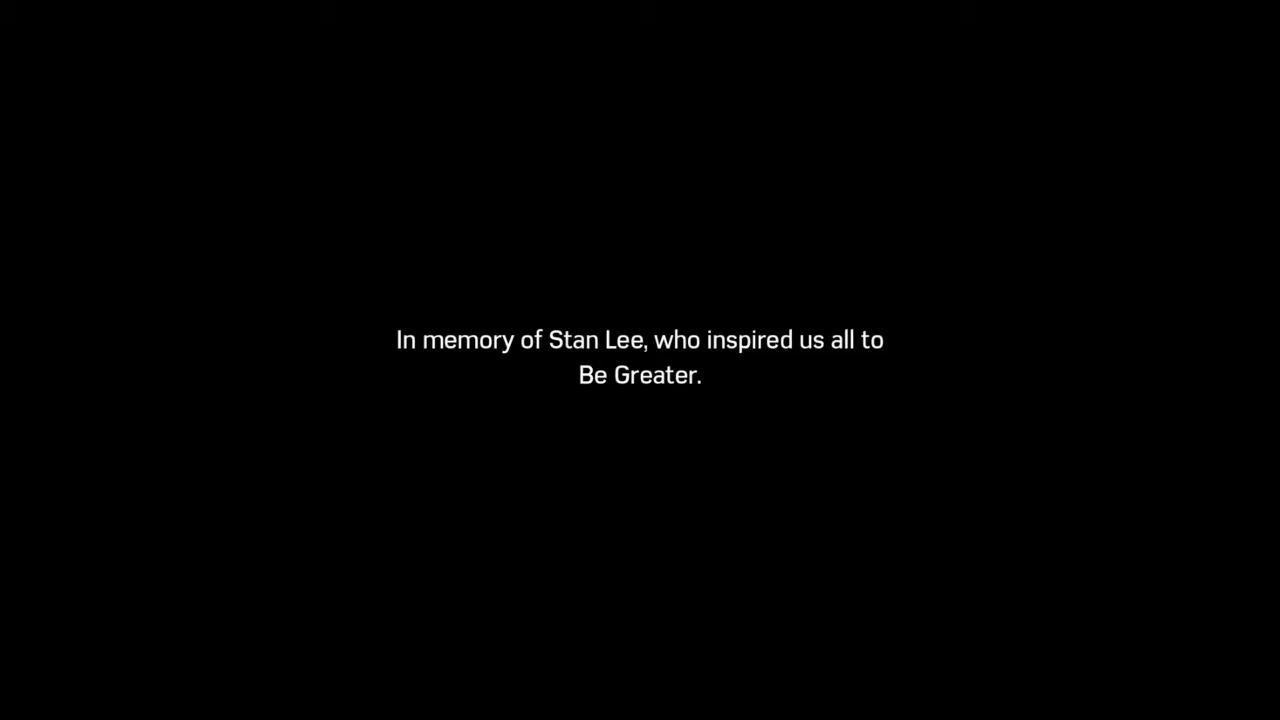 In memory of Stan Lee, who inspired us all to
Be Greater.